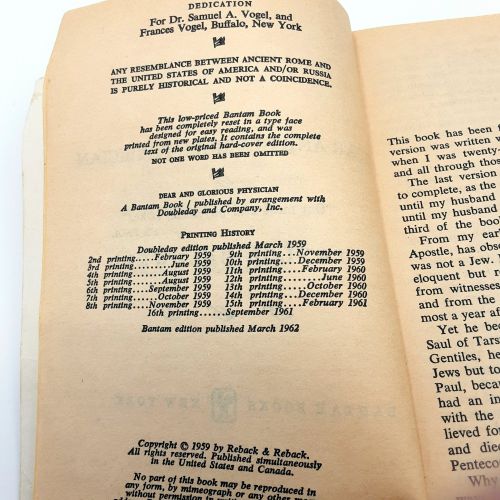 DEDICATION
For Dr. Samuel A. Vogel, and
Frances Vogel, Buffalo, New York
ANY RESEMBLANCE BETWEEN ANCIENT ROME AND
THE UNITED STATES OF AMERICA AND/OR RUSSIA
IS PURELY HISTORICAL AND NOT A COINCIDENCE.
This low-priced Bantam Book
has been completely reset in a type face
designed for easy reading, and was
printed from new plates. It contains the complete
text of the original hard-cover edition.
NOT ONE WORD HAS BEEN OMITTED
DEAR AND GLORIOUS PHYSICIAN
A Bantam Book / published by arrangement with
Doubleday and Company, Inc.
PRINTING HISTORY
Doubleday edition published March 1959
2nd printing.....February 1959 9th printing...November 1959
3rd printing.........June 1959 10th printing...December 1959
4th printing.......August 1959 11th printing...February 1960
5th printing.......August 1959 12th printing.......June 1960
6th printing....September 1959 13th printing....October 1960
7th printing......October 1959 14th printing...December 1960
8th printing.....November 1959 15th printing...February 1961
16th printing......September 1961
Bantam edition published March 1962
Copyright © 1959 by Reback & Reback.
All rights reserved. Published simultaneously
in the United States and Canada.
No part of this book may be reproduced in
any form, by mimeograph or any other mea
without permission in
This book has been
version was written w
when I was twenty-
and all through those
The last version
to complete, as the
until my husband
until my husband
third of the book
From my earl
Apostle, has obse
was not a Jew.
eloquent but r
from witnesses
and from the
most a year af
Yet he be
Saul of Tars
Gentiles, he
Jews but to
Paul, becau
had an in
with the
lieved for
and died
Pentecos
Why